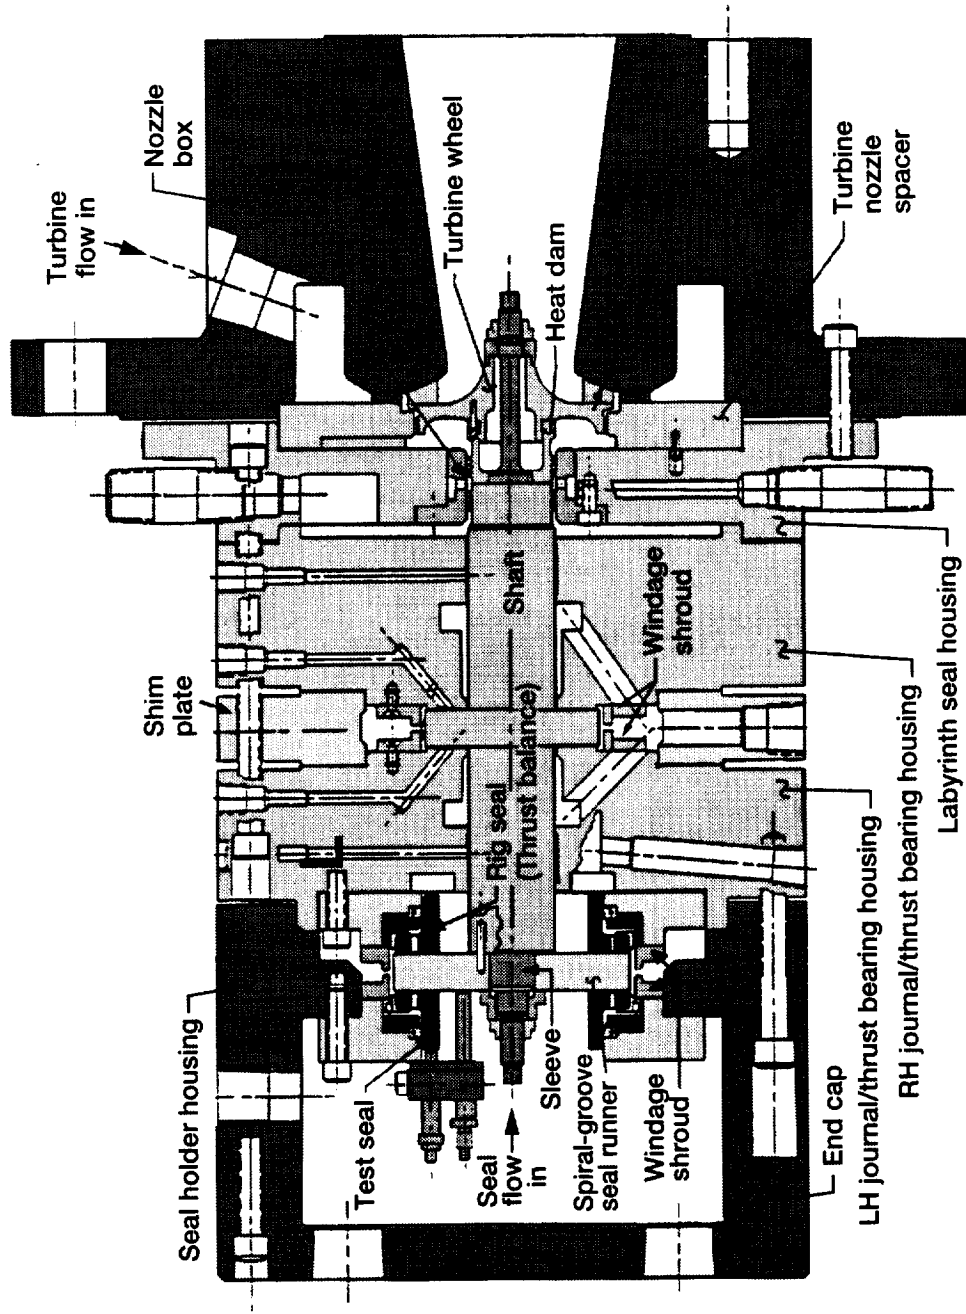 Turbine
flow in
Nozzle
box
Turbine wheel
Heat dam
Turbine
nozzle
spacer
Shim
plate
Shaft
Windage
shroud
Rig seal
(Thrust balance)
Seal holder housing
Test seal
Seal
flow
in
Sleeve
Spiral-groove
seal runner
Windage
shroud
End cap
LH journal/thrust bearing housing
RH journal/thrust bearing housing
Labyrinth seal housing